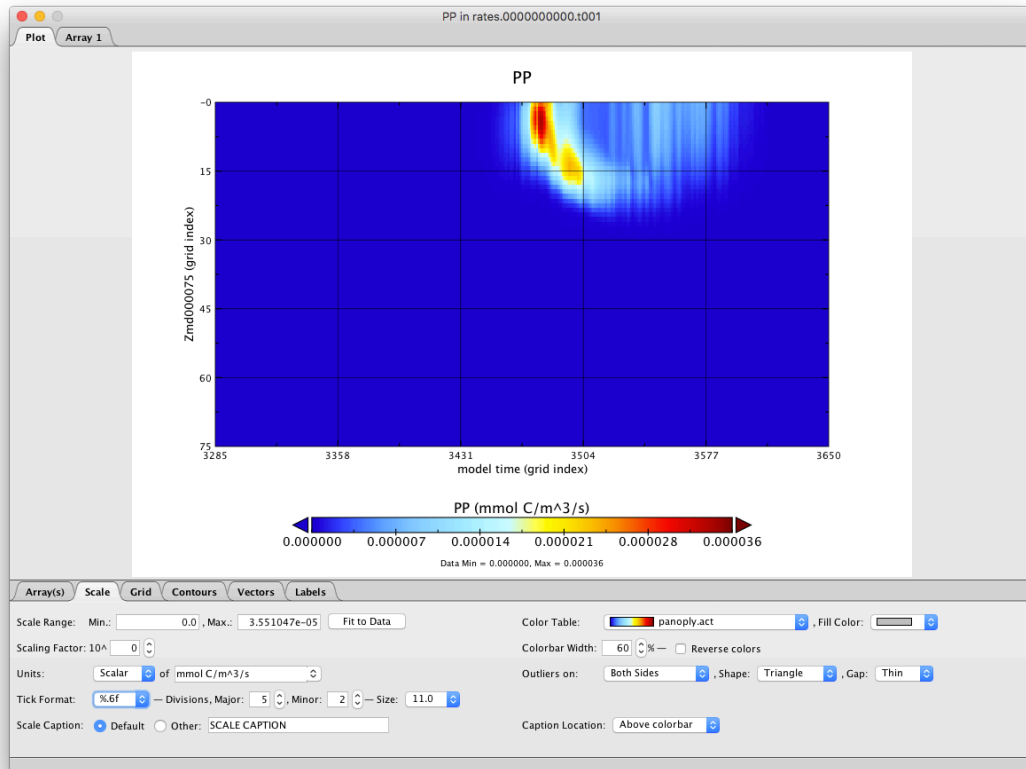 PP in rates.0000000000.t001
Plot Array 1
PP
−0
15
30
45
60
75
Zmd000075 (grid index)
3285 3358 3431 3504 3577 3650
model time (grid index)
PP (mmol C/m^3/s)
0.000000 0.000007 0.000014 0.000021 0.000028 0.000036
Data Min = 0.000000, Max = 0.000036
Array(s) Scale Grid Contours Vectors Labels
Scale Range: Min.: 0.0 , Max.: 3.551047e-05 Fit to Data Color Table: panoply.act , Fill Color:
Scaling Factor: 10^ 0 Colorbar Width: 60 % — Reverse colors
Units: Scalar of mmol C/m^3/s Outliers on: Both Sides , Shape: Triangle , Gap: Thin
Tick Format: %.6f — Divisions, Major: 5 , Minor: 2 — Size: 11.0
Scale Caption: Default Other: SCALE CAPTION Caption Location: Above colorbar